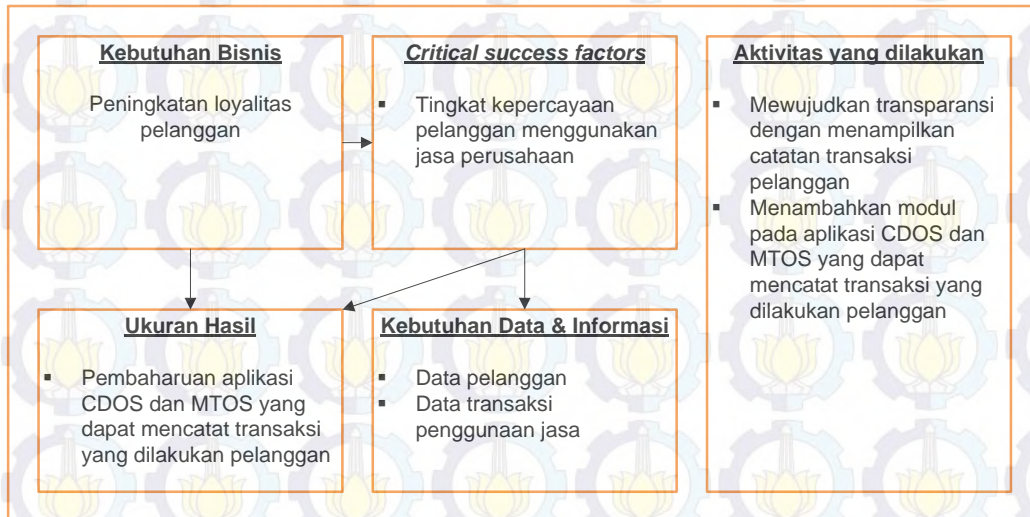 Kebutuhan Bisnis
Peningkatan loyalitas
pelanggan
Critical success factors
▪ Tingkat kepercayaan
pelanggan menggunakan
jasa perusahaan
Aktivitas yang dilakukan
▪ Mewujudkan transparansi
dengan menampilkan
catatan transaksi
pelanggan
▪ Menambahkan modul
pada aplikasi CDOS dan
MTOS yang dapat
mencatat transaksi yang
dilakukan pelanggan
Ukuran Hasil
▪ Pembaharuan aplikasi
CDOS dan MTOS yang
dapat mencatat transaksi
yang dilakukan pelanggan
Kebutuhan Data & Informasi
▪ Data pelanggan
▪ Data transaksi
penggunaan jasa